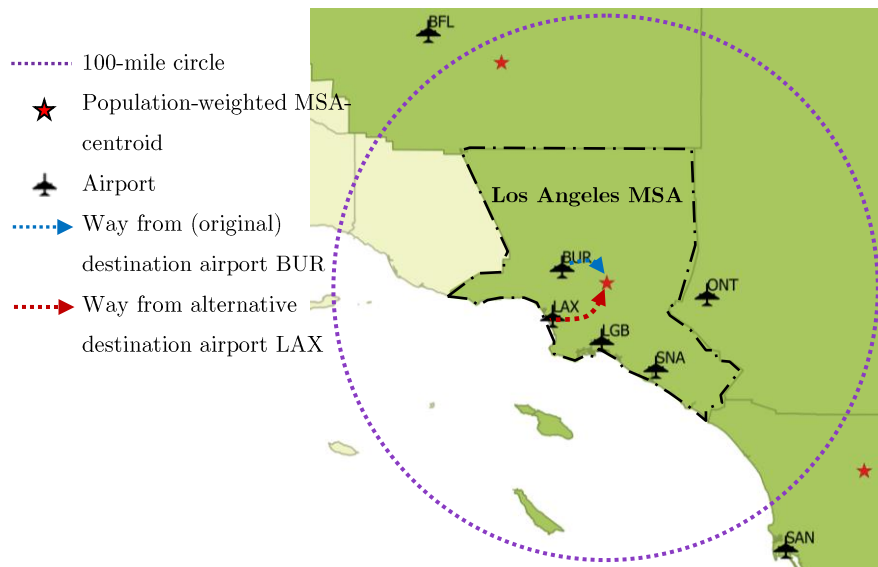 100-mile circle
Population-weighted MSA-
centroid
Airport
Way from (original)
destination airport BUR
Way from alternative
destination airport LAX
BFL
Los Angeles MSA
BUR
ONT
LAX
LGB
SNA
SAN